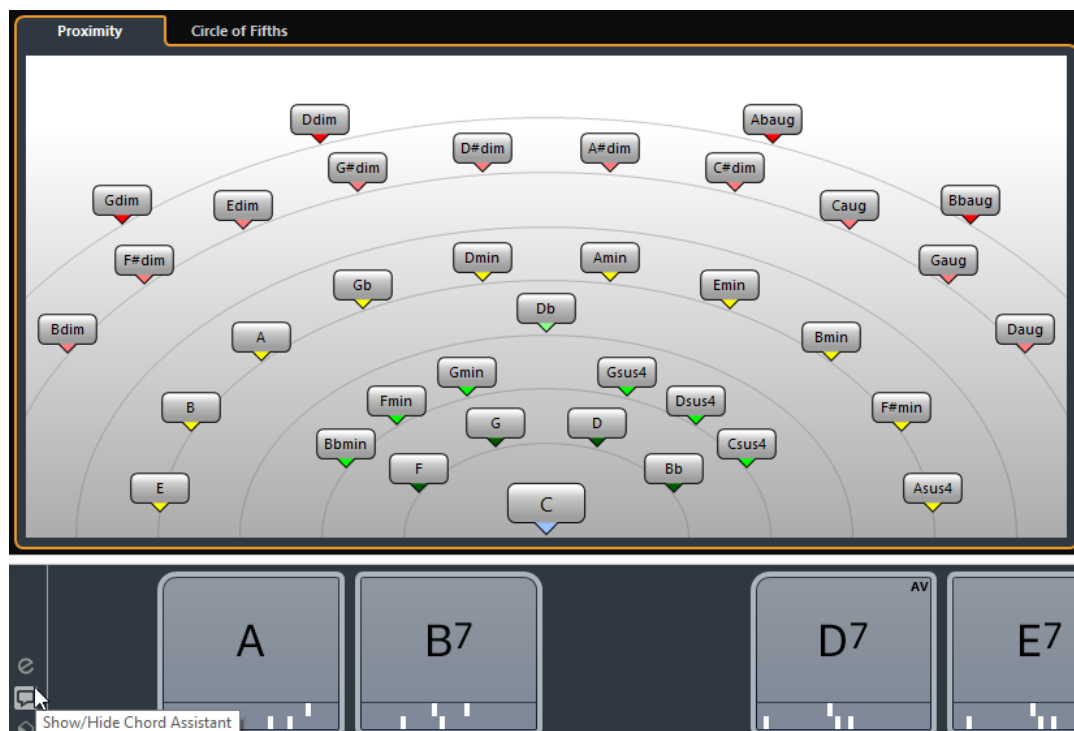 Proximity Circle of Fifths
Ddim Abaug
D#dim A#dim
G#dim C#dim
Gdim Edim Caug Bbaug
F#dim Dmin Amin Gaug
Gb Emin
Db
Bdim A Bmin Daug
Gmin Gsus4
B Fmin Dsus4 F#min
G D
Bbmin Csus4
F Bb
E Asus4
C
AV
A B7 D7 E7
Show/Hide Chord Assistant